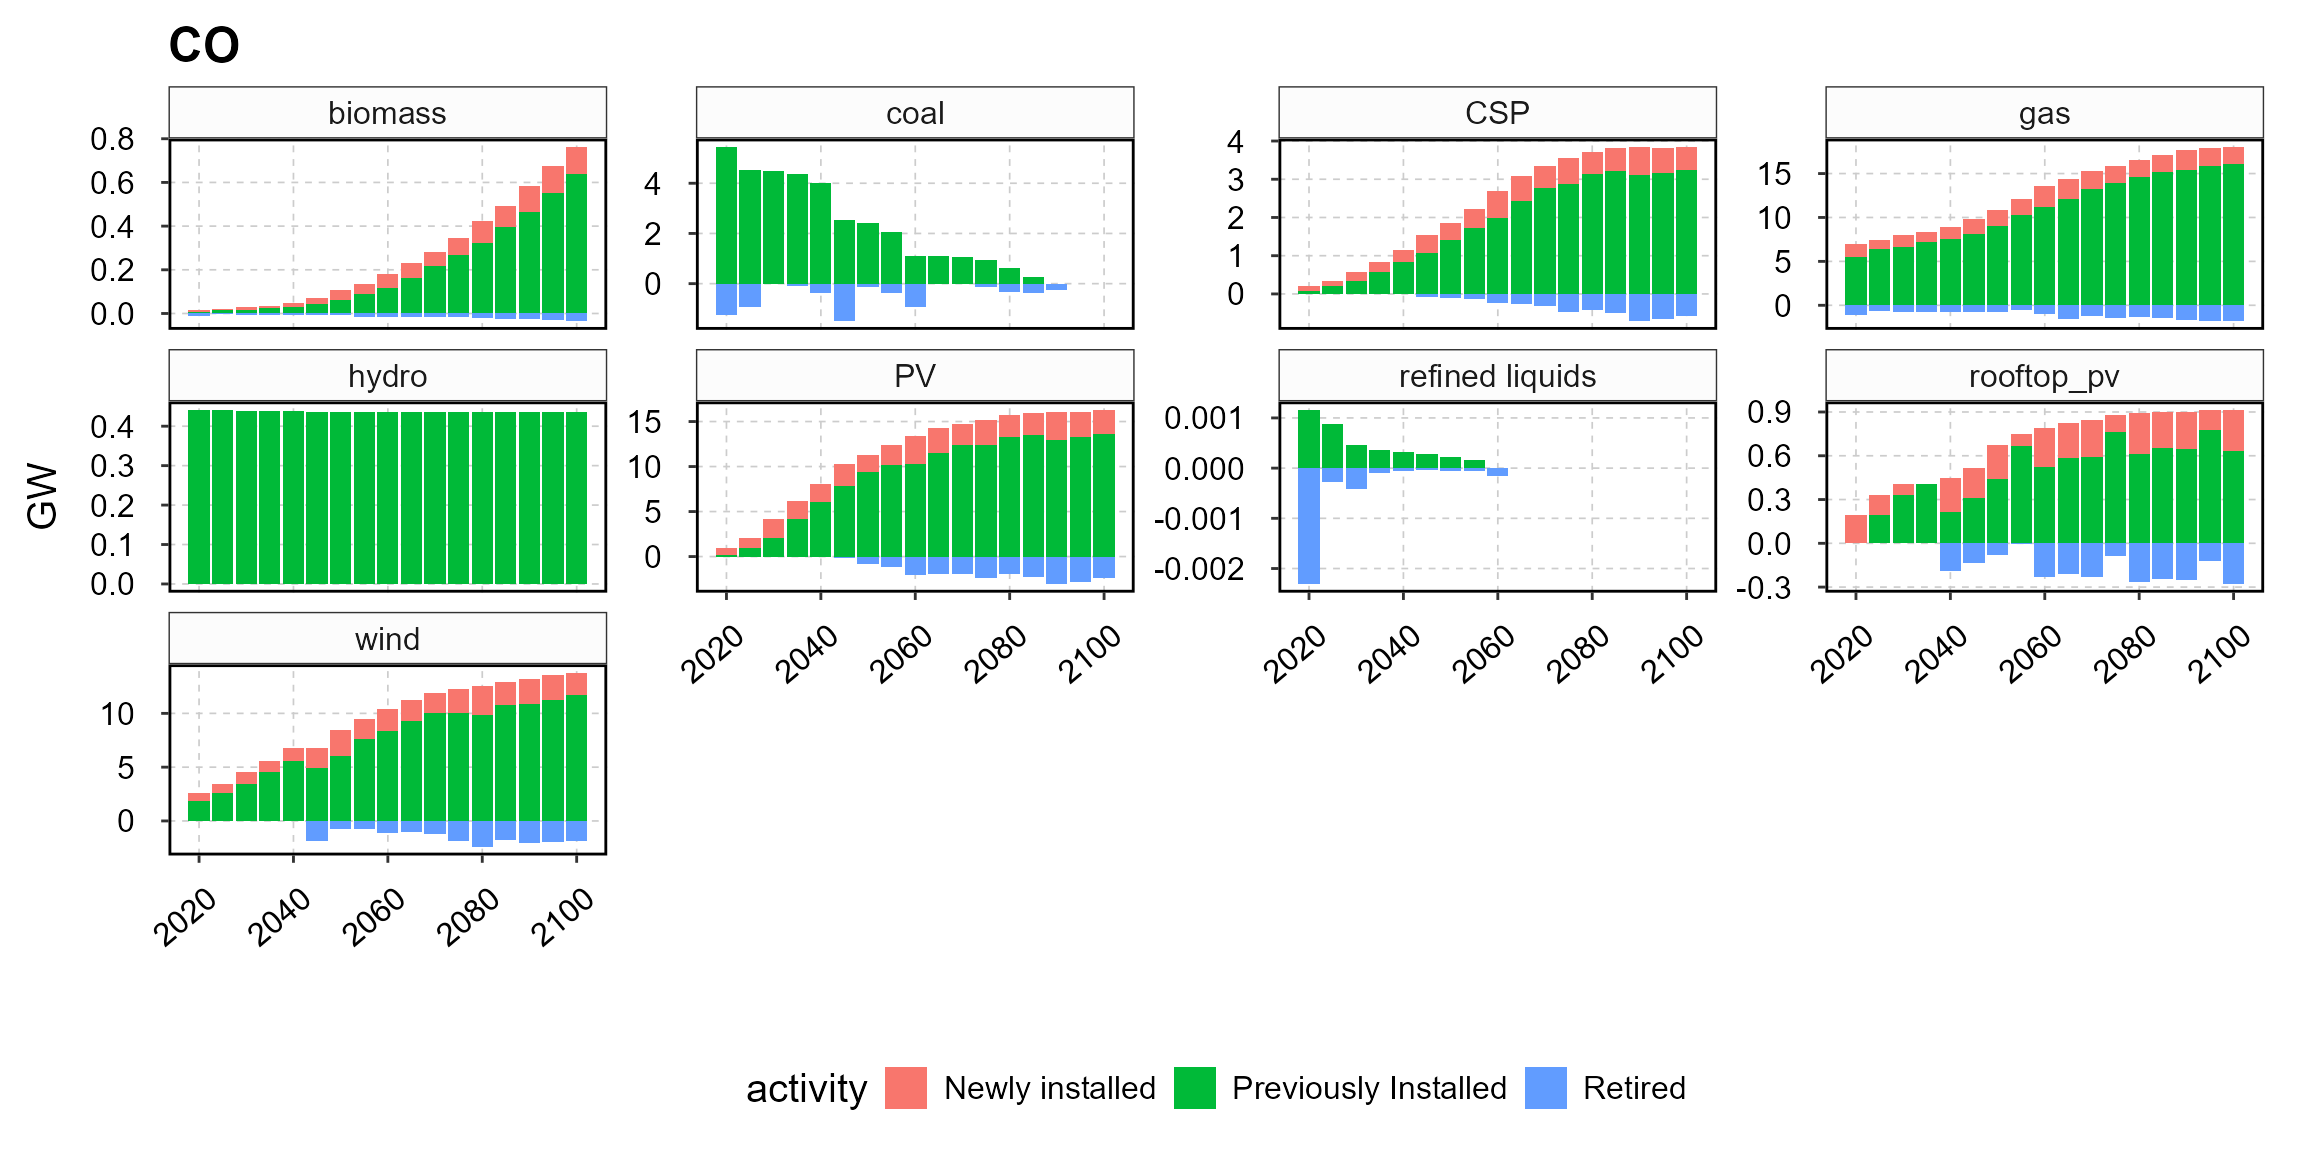 CO
biomass
coal
CSP
gas
0.8
0.6
0.4
0.2
0.0
4
2
0
4
3
2
1
0
15
10
5
0
hydro
PV
refined liquids
rooftop_pv
GW
0.4
0.3
0.2
0.1
0.0
15
10
5
0
0.001
0.000
-0.001
-0.002
0.9
0.6
0.3
0.0
-0.3
2020 2040 2060 2080 2100
2020 2040 2060 2080 2100
2020 2040 2060 2080 2100
wind
10
5
0
2020 2040 2060 2080 2100
activity Newly installed Previously Installed Retired